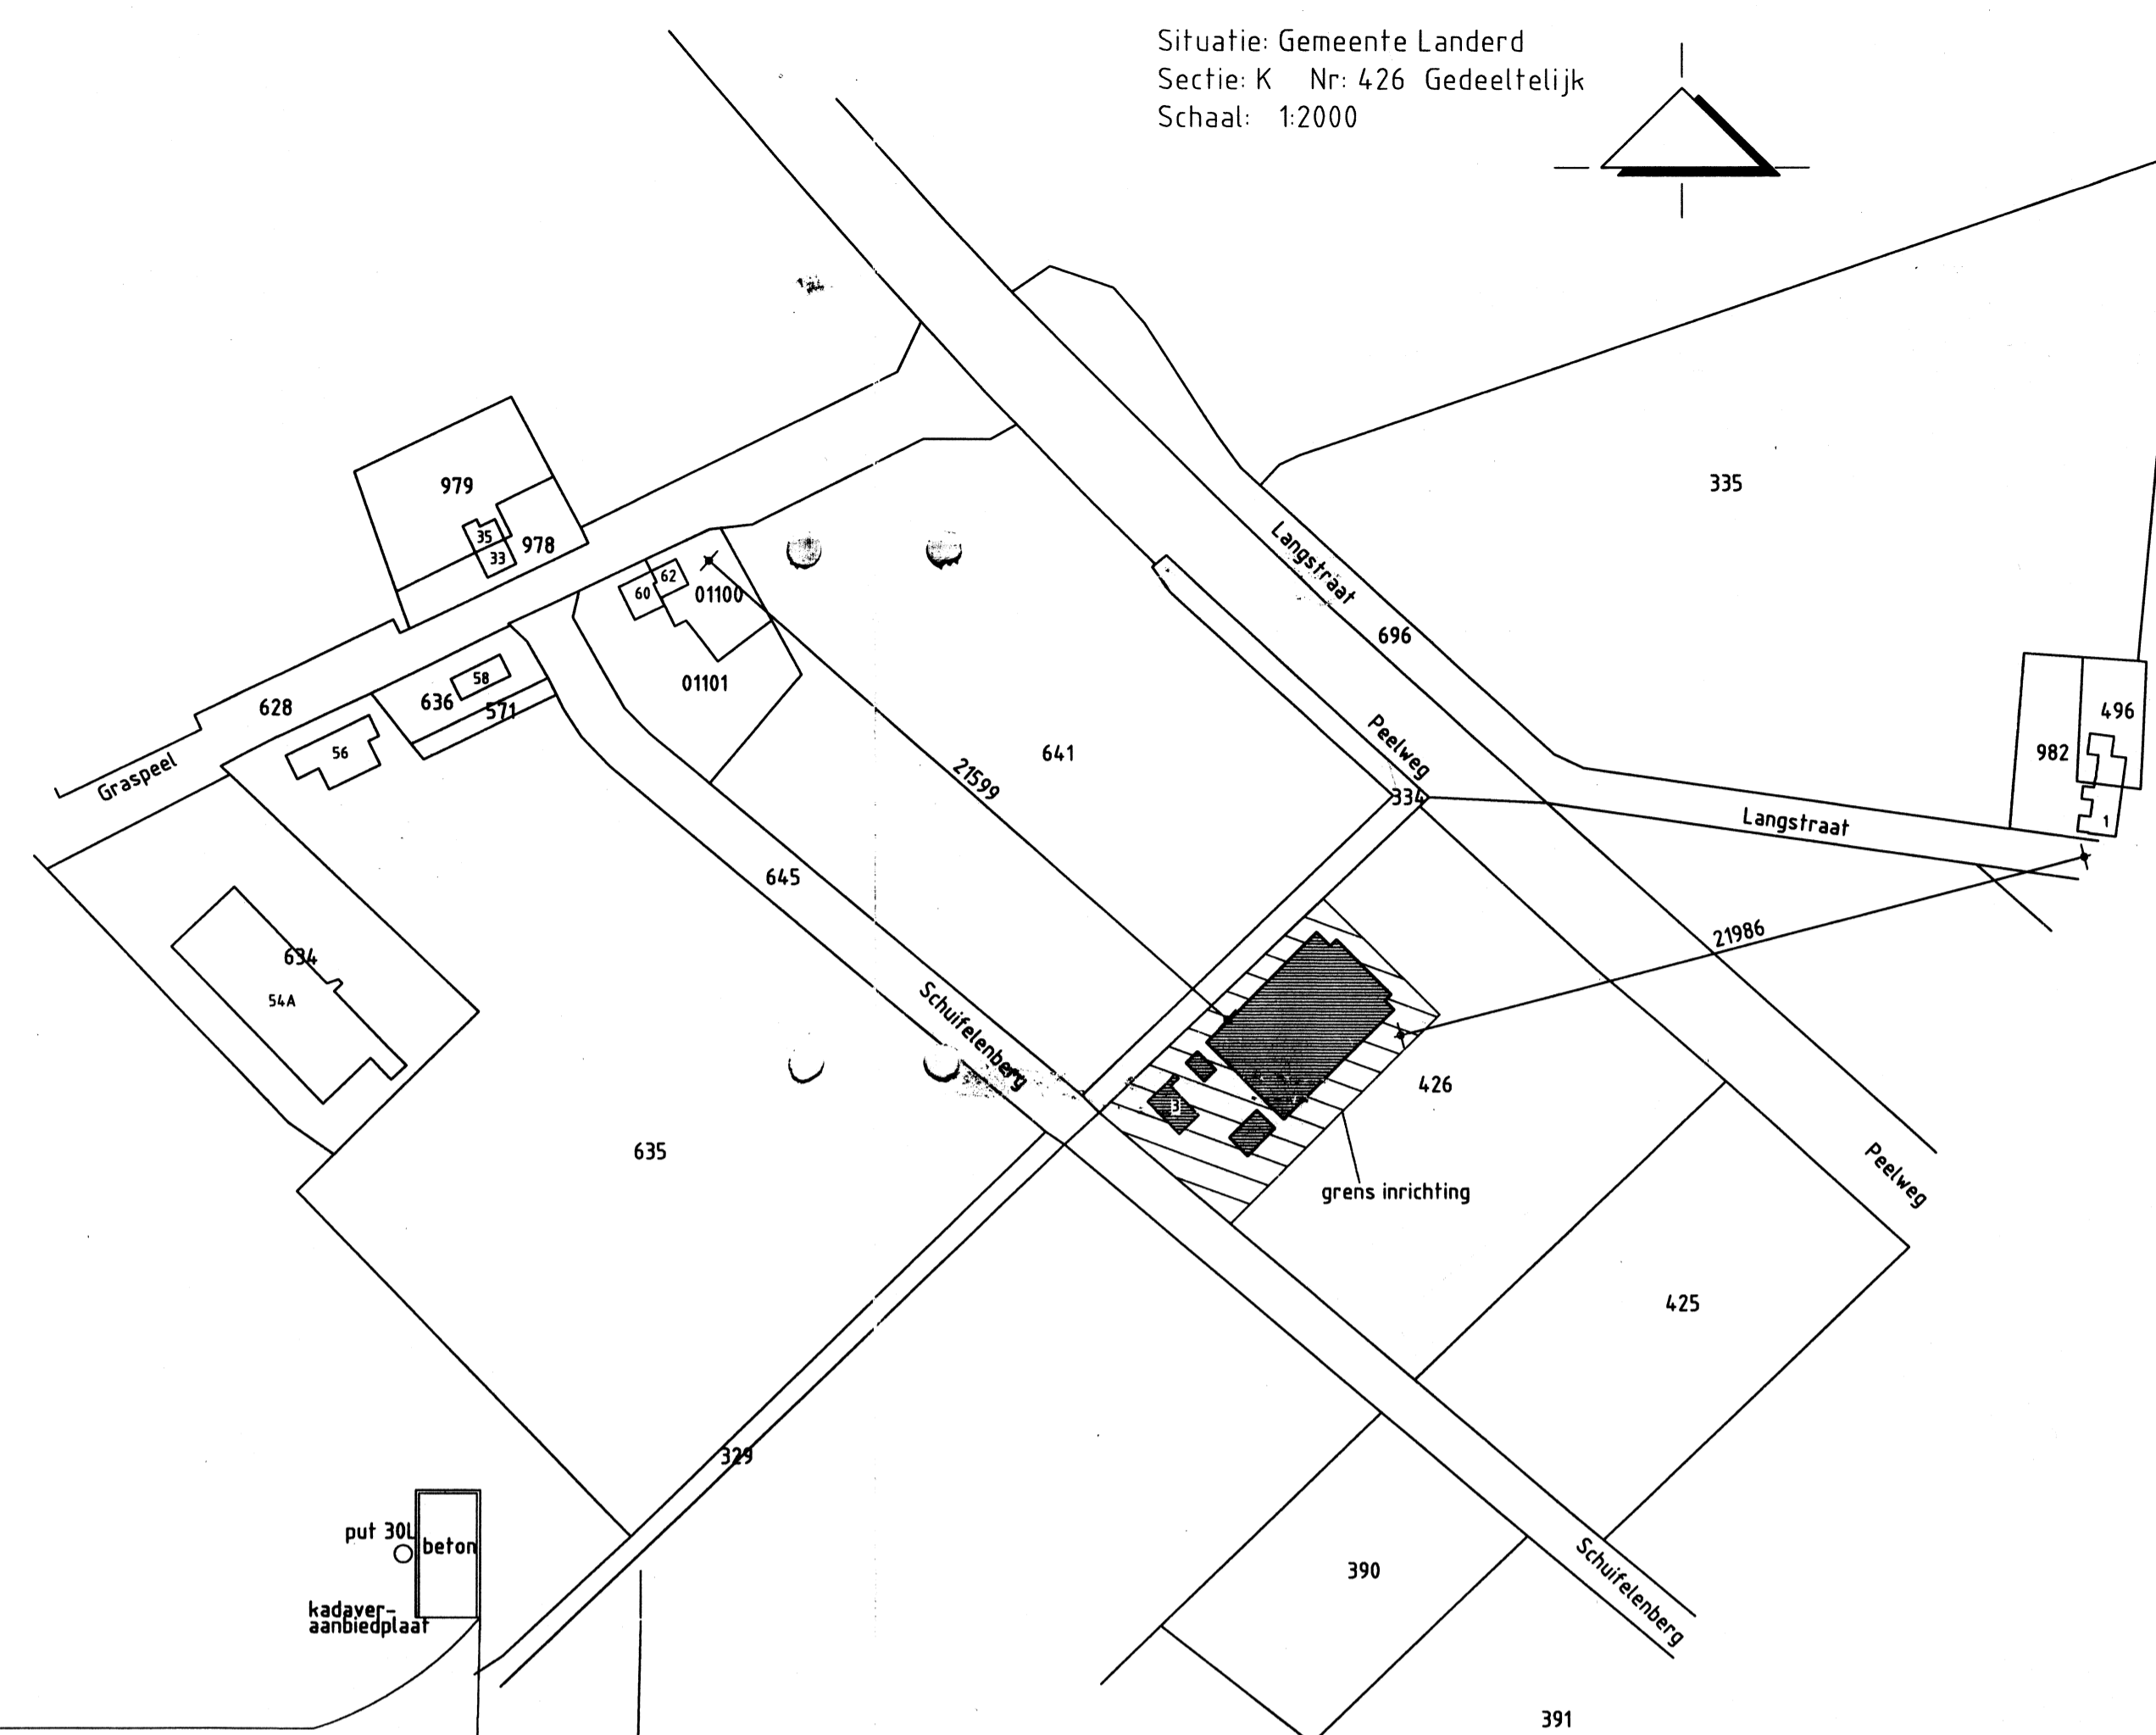 Situatie: Gemeente Landerd
Sectie: K Nr: 426 Gedeeltelijk
Schaal: 1:2000
335
979
35
33
978
Langstraat
62
60
01100
696
01101
58
636
571
628
496
56
641
982
Peelweg
Graspeel
21599
334
Langstraat
1
645
21986
634
54A
Schuifelenberg
426
3
635
Peelweg
grens inrichting
425
329
put 30L
beton
390
Schuifelenberg
kadaver-
aanbiedplaat
391